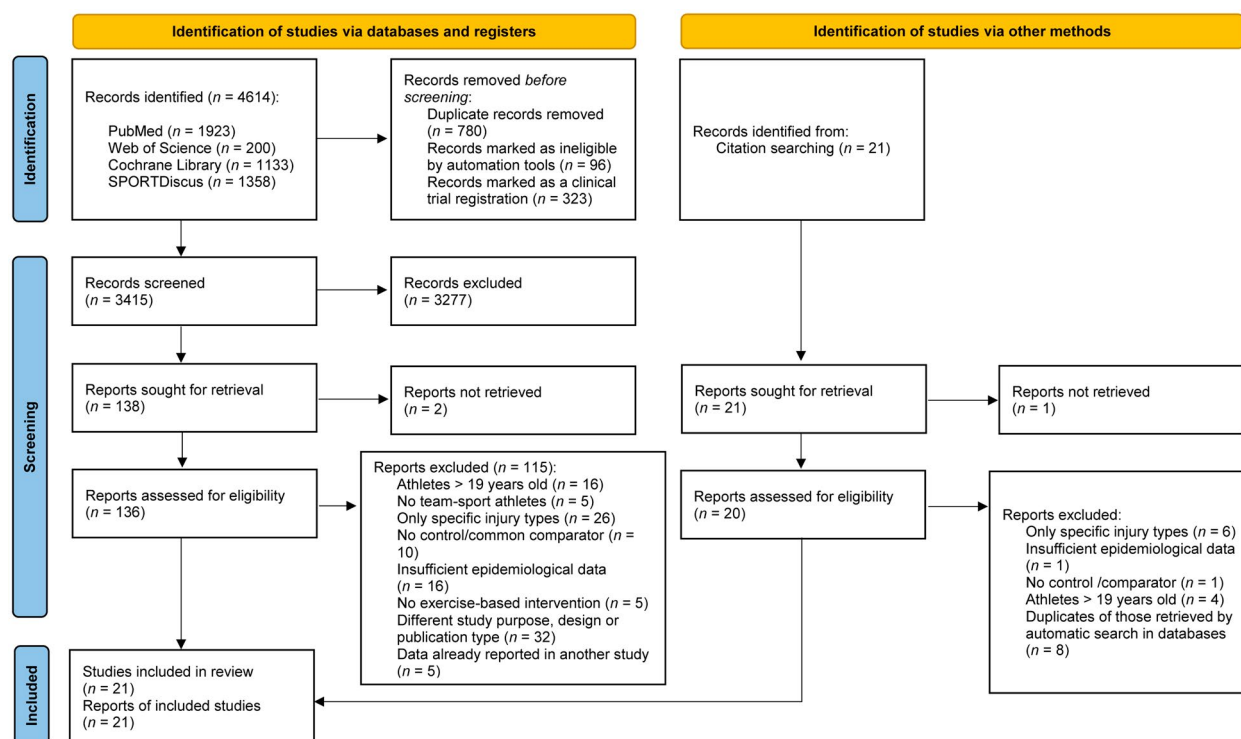 Identification of studies via databases and registers
Identification of studies via other methods
Identification
Records identified (n = 4614):
PubMed (n = 1923)
Web of Science (n = 200)
Cochrane Library (n = 1133)
SPORTDiscus (n = 1358)
Records removed before
screening:
Duplicate records removed
(n = 780)
Records marked as ineligible
by automation tools (n = 96)
Records marked as a clinical
trial registration (n = 323)
Records identified from:
Citation searching (n = 21)
Screening
Records screened
(n = 3415)
Records excluded
(n = 3277)
Reports sought for retrieval
(n = 138)
Reports not retrieved
(n = 2)
Reports sought for retrieval
(n = 21)
Reports not retrieved
(n = 1)
Reports assessed for eligibility
(n = 136)
Reports excluded (n = 115):
Athletes > 19 years old (n = 16)
No team-sport athletes (n = 5)
Only specific injury types (n = 26)
No control/common comparator (n =
10)
Insufficient epidemiological data
(n = 16)
No exercise-based intervention (n = 5)
Different study purpose, design or
publication type (n = 32)
Data already reported in another study
(n = 5)
Reports assessed for eligibility
(n = 20)
Reports excluded:
Only specific injury types (n = 6)
Insufficient epidemiological data
(n = 1)
No control /comparator (n = 1)
Athletes > 19 years old (n = 4)
Duplicates of those retrieved by
automatic search in databases
(n = 8)
Included
Studies included in review
(n = 21)
Reports of included studies
(n = 21)